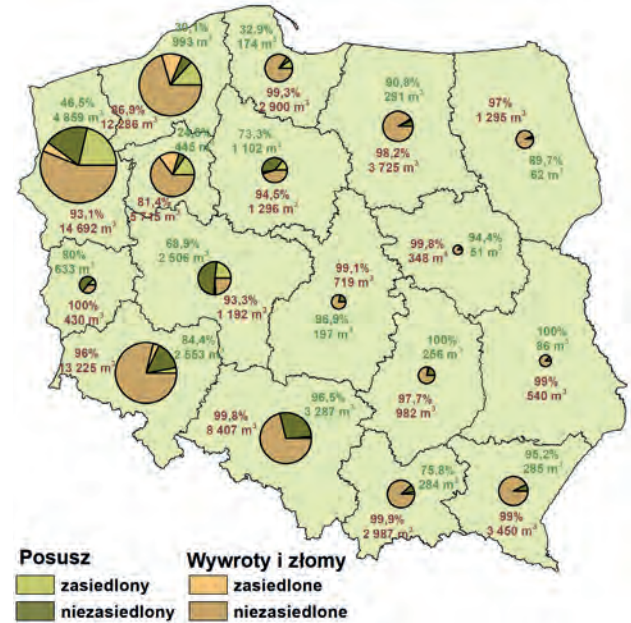 39,1%
993 m³
32,9%
174 m³
99,3%
2 900 m³
90,8%
281 m³
98,2%
3 725 m³
97%
1 295 m³
89,7%
62 m³
46,5%
4 859 m³
86,9%
12 286 m³
93,1%
14 692 m³
445 m³
81,4%
5 715 m³
73,3%
1 102 m³
94,5%
1 296 m³
80%
633 m³
100%
430 m³
68,9%
2 506 m³
93,3%
1 192 m³
99,1%
719 m³
96,9%
197 m³
99,8%
348 m³
94,4%
51 m³
96%
13 225 m³
84,4%
2 553 m³
99,8%
8 407 m³
96,5%
3 287 m³
100%
256 m³
97,7%
982 m³
100%
86 m³
99%
540 m³
75,8%
284 m³
99,9%
2 987 m³
95,2%
285 m³
99%
3 450 m³
Posusz
zasiedlony
niezasiedlony
Wywroty i złomy
zasiedlone
niezasiedlone